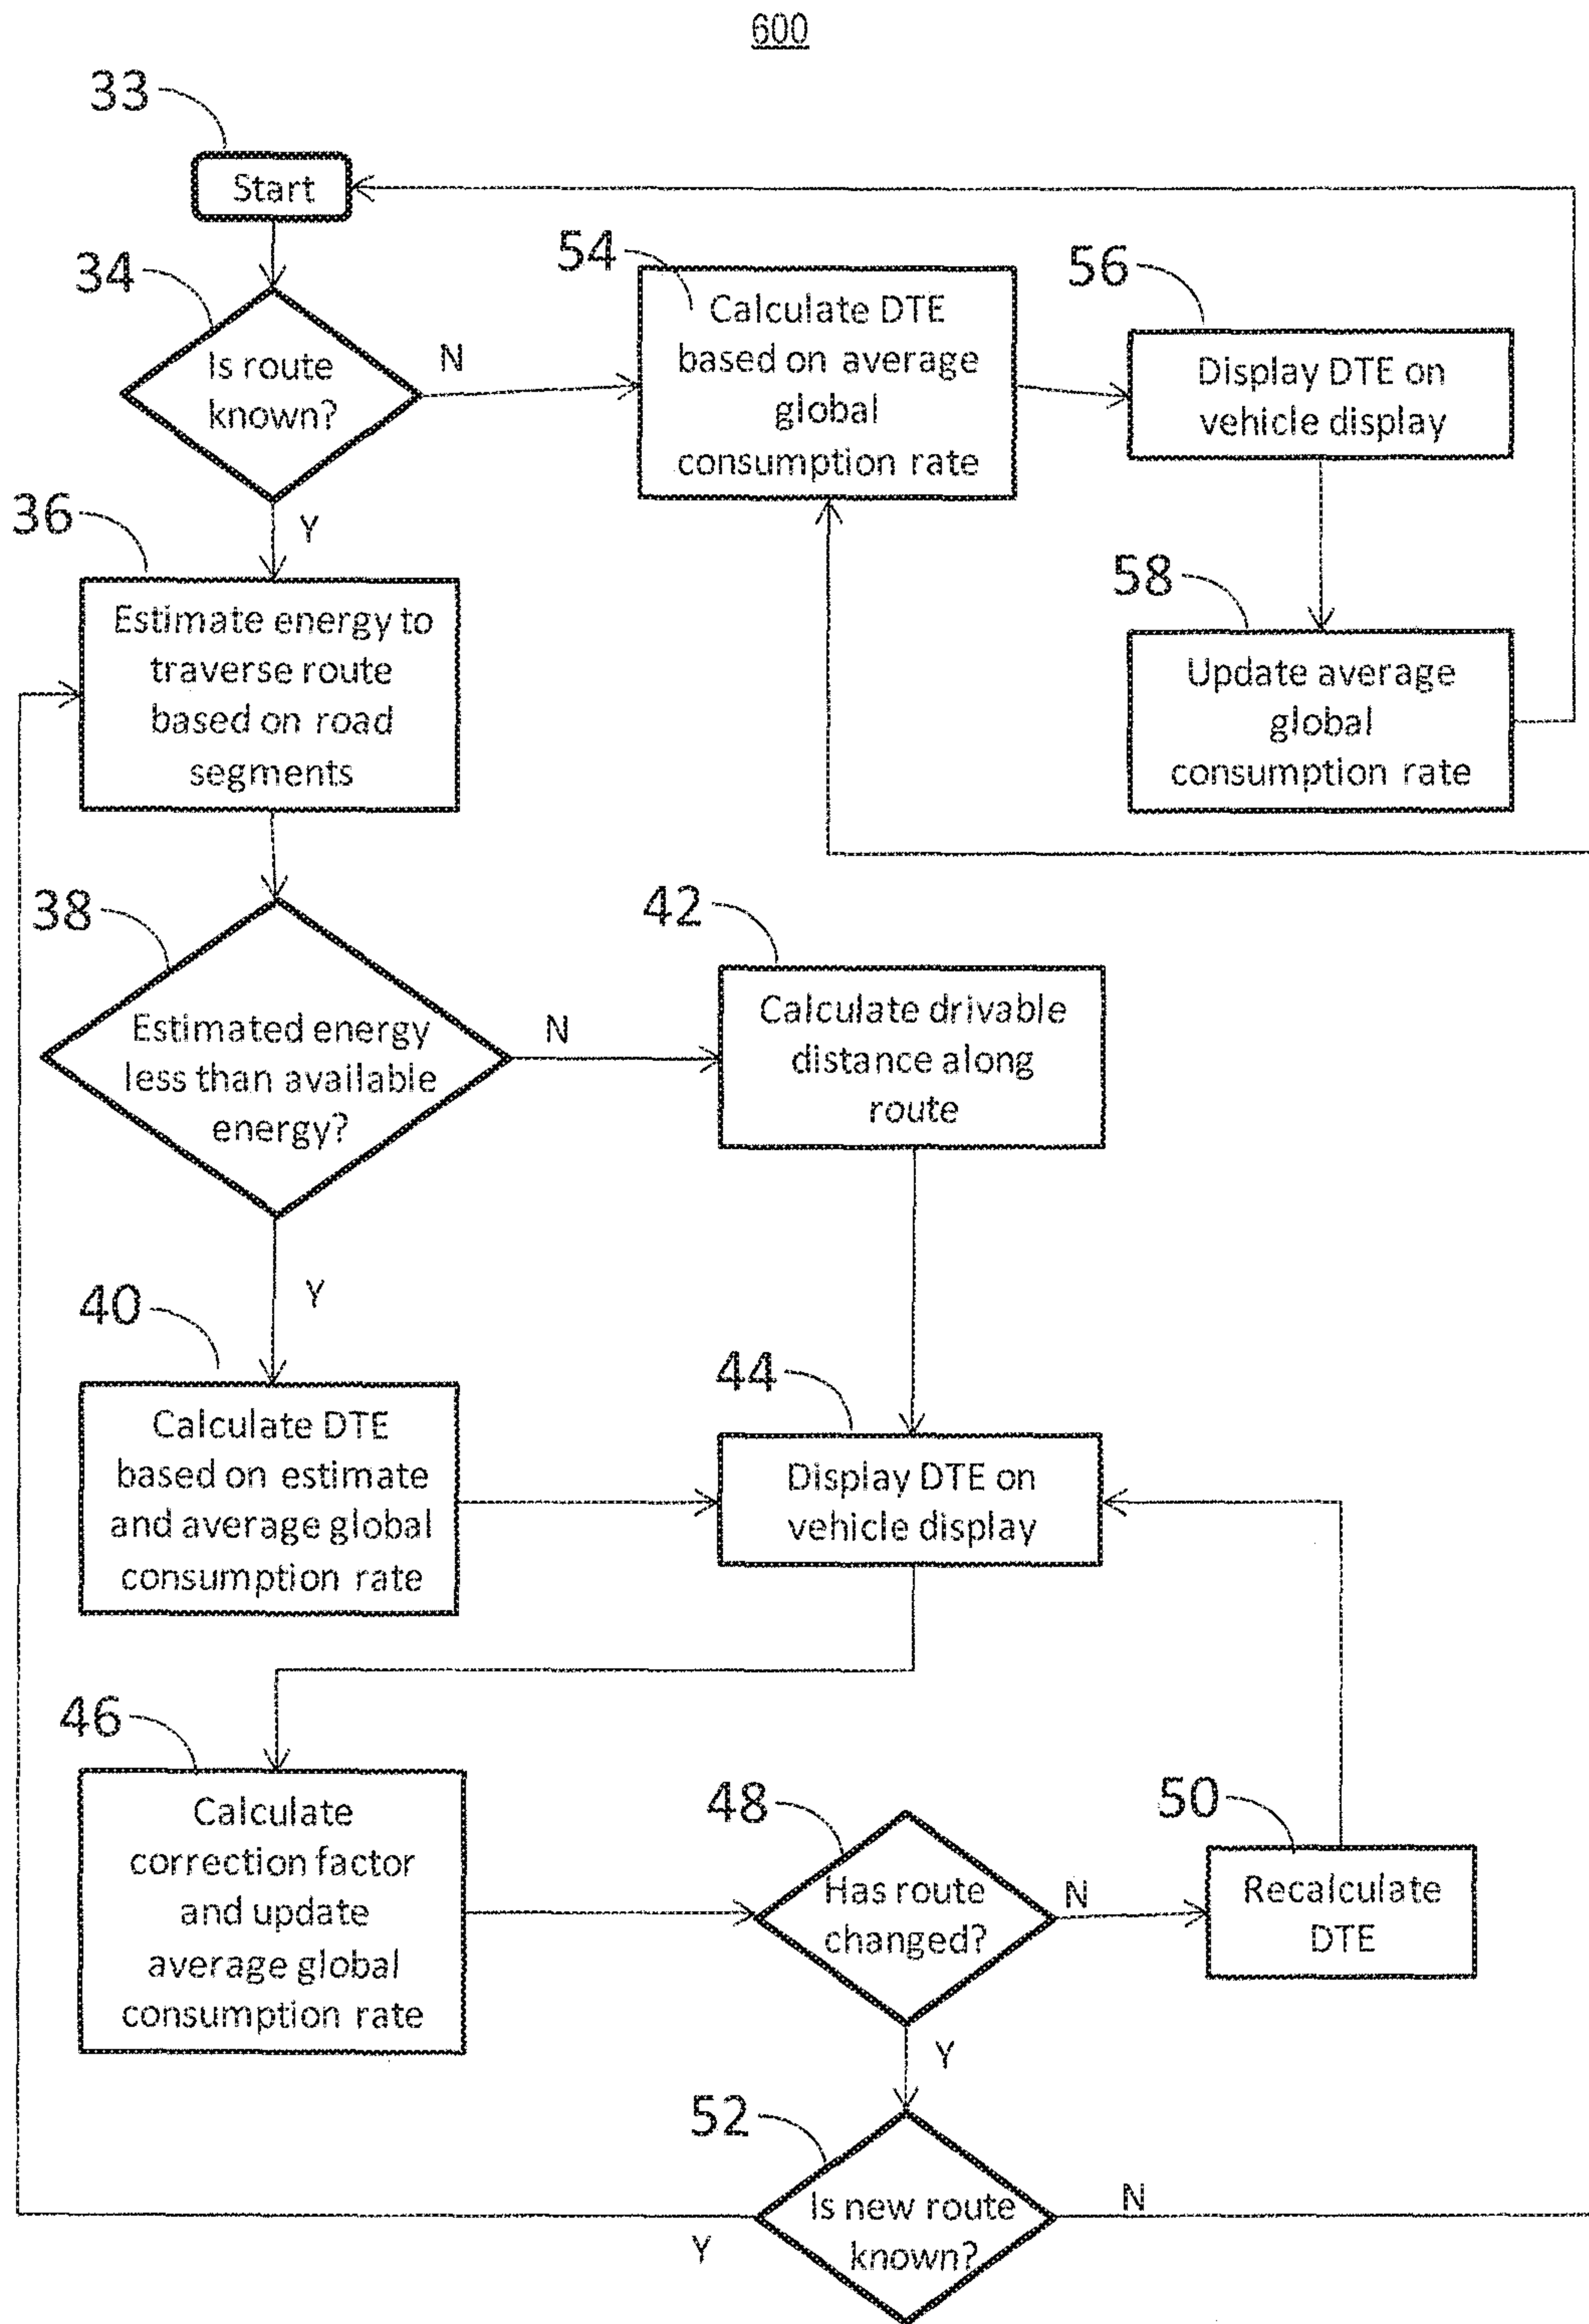 600
33
Start
34
Is route
known?
N
Y
54
Calculate DTE
based on average
global
consumption rate
56
Display DTE on
vehicle display
58
Update average
global
consumption rate
36
Estimate energy to
traverse route
based on road
segments
38
Estimated energy
less than available
energy?
N
Y
42
Calculate drivable
distance along
route
40
Calculate DTE
based on estimate
and average global
consumption rate
44
Display DTE on
vehicle display
46
Calculate
correction factor
and update
average global
consumption rate
48
Has route
changed?
N
Y
50
Recalculate
DTE
52
Is new route
known?
Y
N